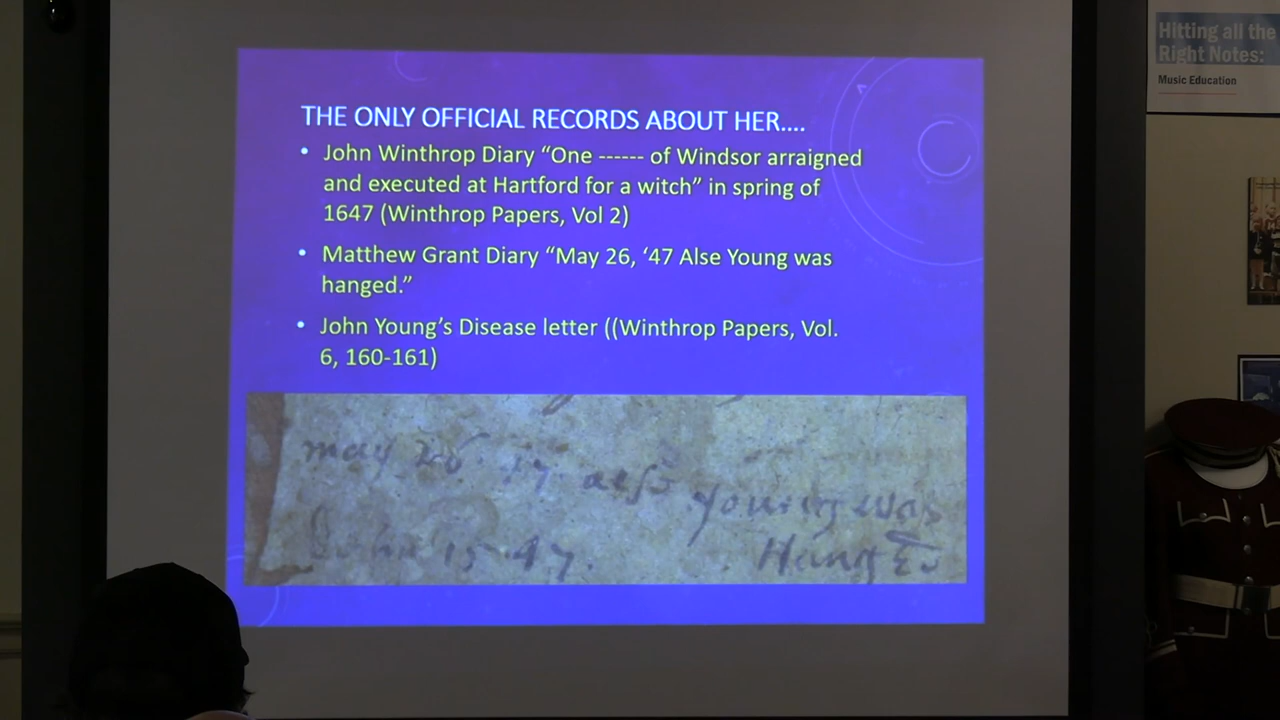 THE ONLY OFFICIAL RECORDS ABOUT HER....
• John Winthrop Diary “One ------ of Windsor arraigned
and executed at Hartford for a witch” in spring of
1647 (Winthrop Papers, Vol 2)
• Matthew Grant Diary “May 26, ‘47 Alse Young was
hanged.”
• John Young’s Disease letter ((Winthrop Papers, Vol.
6, 160-161)
may 26 47 alse young was
Hang
Hitting all the
Right Notes:
Music Education